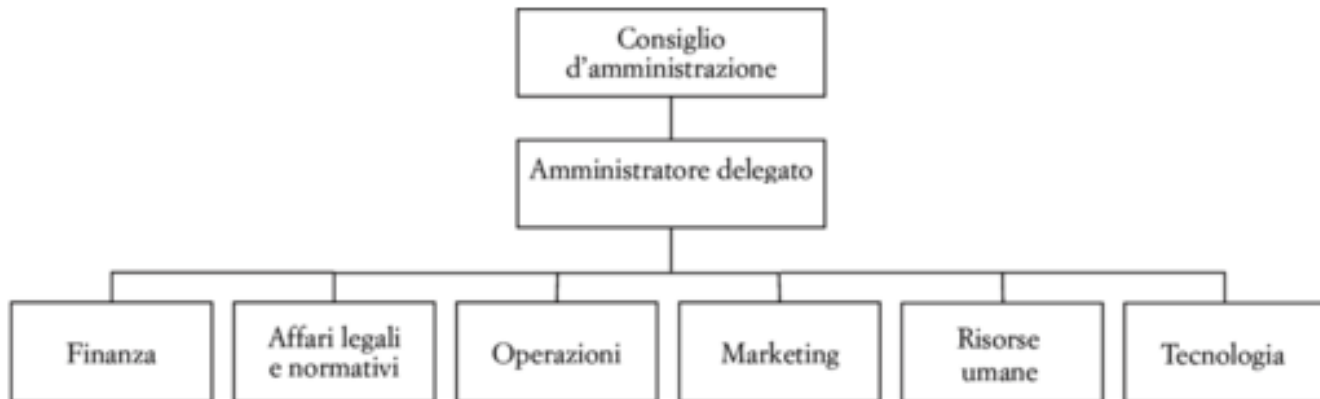 Consiglio
d’amministrazione
Amministratore delegato
Finanza
Affari legali
e normativi
Operazioni
Marketing
Risorse
umane
Tecnologia